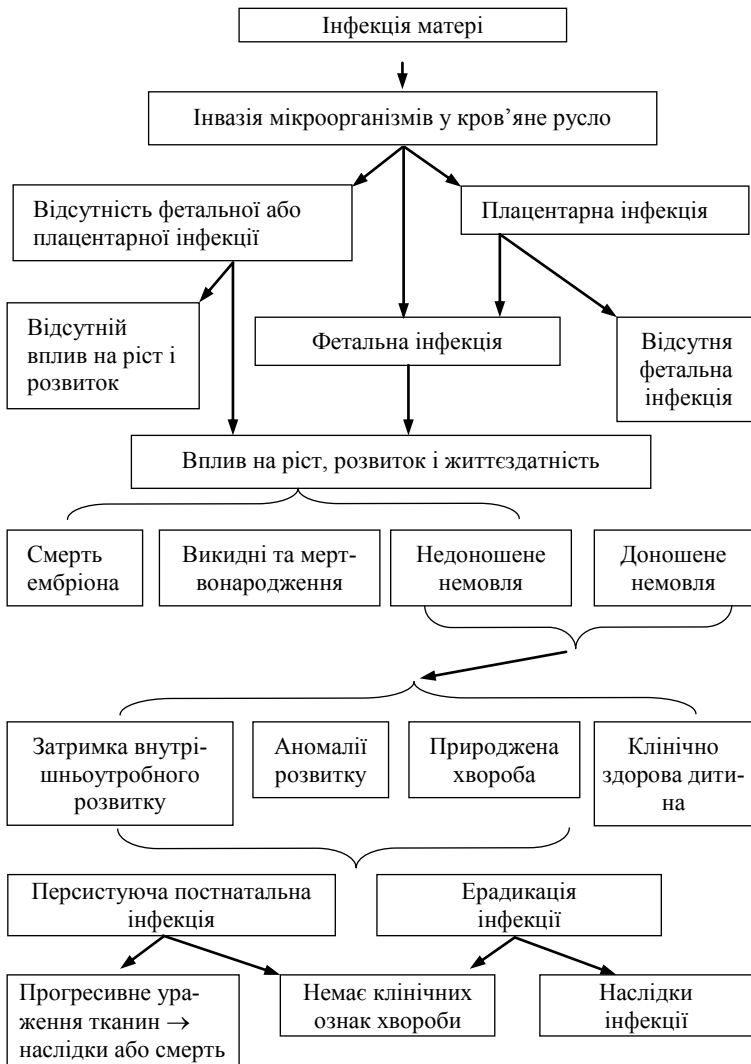 Інфекція матері
Інвазія мікроорганізмів у кров’яне русло
Відсутність фетальної або
плацентарної інфекції
Плацентарна інфекція
Відсутній
вплив на ріст і
розвиток
Фетальна інфекція
Відсутня
фетальна
інфекція
Вплив на ріст, розвиток і життєздатність
Смерть
ембріона
Викидні та мерт-
вонародження
Недоношене
немовля
Доношене
немовля
Затримка внутрі-
шньоутробного
розвитку
Аномалії
розвитку
Природжена
хвороба
Клінічно
здорова дити-
на
Персистуюча постнатальна
інфекція
Ерадикація
інфекції
Прогресивне ура-
ження тканин →
наслідки або смерть
Немає клінічних
ознак хвороби
Наслідки
інфекції